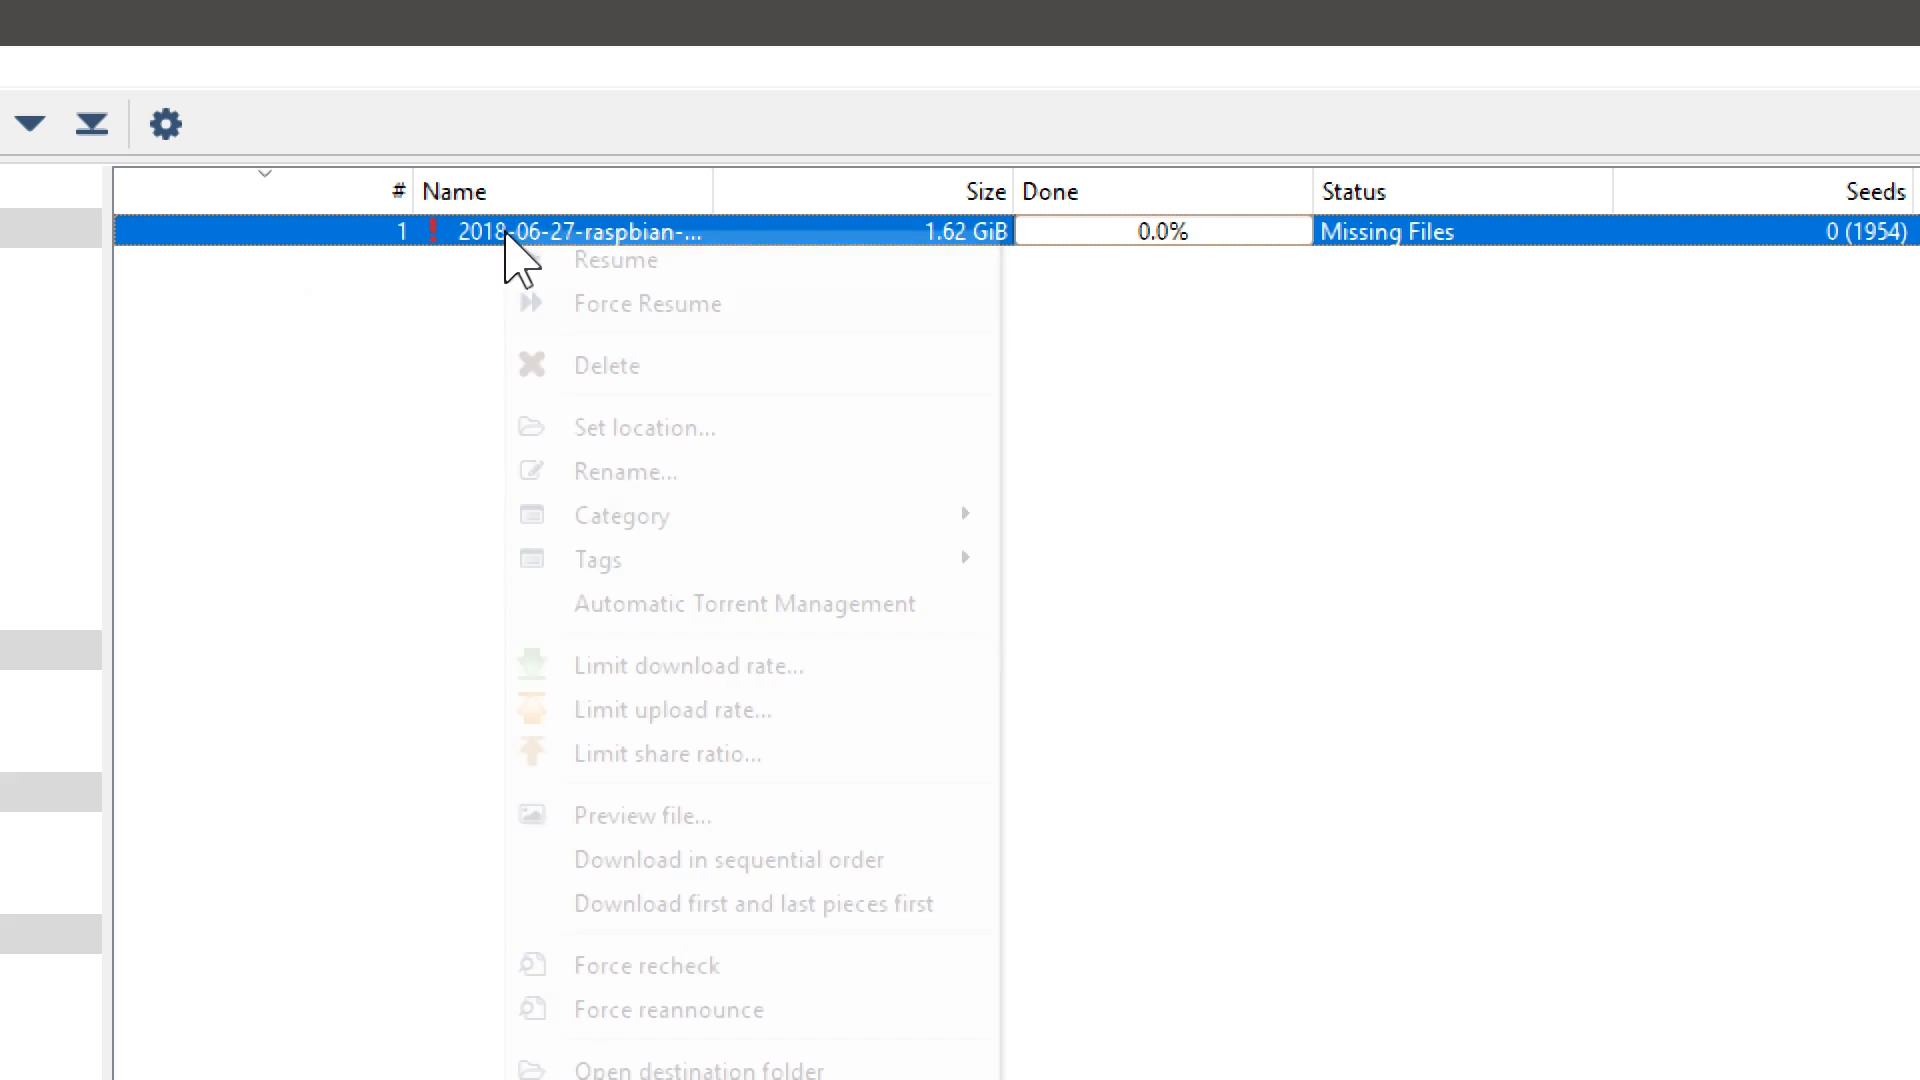 # Name Size Done Status Seeds
1 2018-06-27-raspbian-... 1.62 GiB 0.0% Missing Files 0 (1954)
Resume
Force Resume
Delete
Set location...
Rename...
Category
Tags
Automatic Torrent Management
Limit download rate...
Limit upload rate...
Limit share ratio...
Preview file...
Download in sequential order
Download first and last pieces first
Force recheck
Force reannounce
Open destination folder